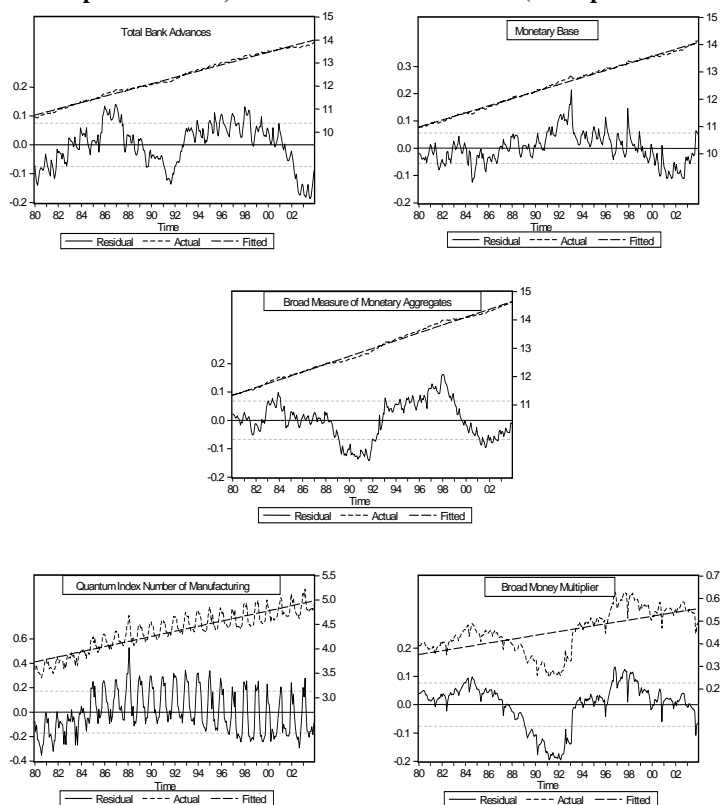 Total Bank Advances
15
14
13
12
11
10
0.2
0.1
0.0
-0.1
-0.2
80 82 84 86 88 90 92 94 96 98 00 02
Time
Residual Actual Fitted
Monetary Base
15
14
13
12
11
10
0.3
0.2
0.1
0.0
-0.1
-0.2
80 82 84 86 88 90 92 94 96 98 00 02
Time
Residual Actual Fitted
Broad Measure of Monetary Aggregates
15
14
13
12
11
0.2
0.1
0.0
-0.1
-0.2
80 82 84 86 88 90 92 94 96 98 00 02
Time
Residual Actual Fitted
Quantum Index Number of Manufacturing
5.5
5.0
4.5
4.0
3.5
3.0
0.6
0.4
0.2
0.0
-0.2
-0.4
80 82 84 86 88 90 92 94 96 98 00 02
Time
Residual Actual Fitted
Broad Money Multiplier
0.7
0.6
0.5
0.4
0.3
0.2
0.2
0.1
0.0
-0.1
-0.2
80 82 84 86 88 90 92 94 96 98 00 02
Time
Residual Actual Fitted